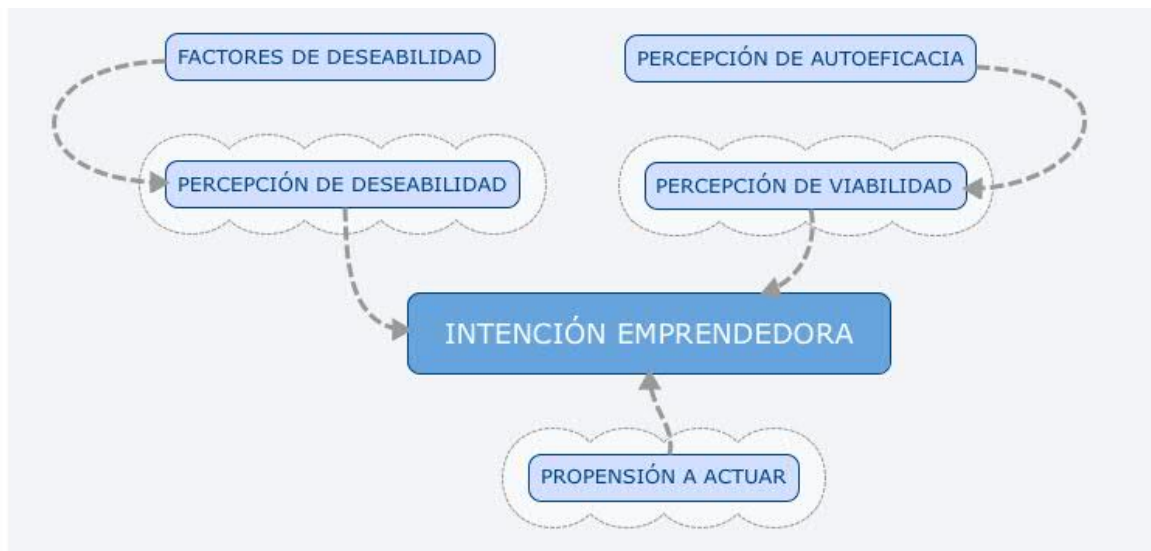 FACTORES DE DESEABILIDAD
PERCEPCIÓN DE AUTOEFICACIA
PERCEPCIÓN DE DESEABILIDAD
PERCEPCIÓN DE VIABILIDAD
INTENCIÓN EMPRENDEDORA
PROPENSIÓN A ACTUAR